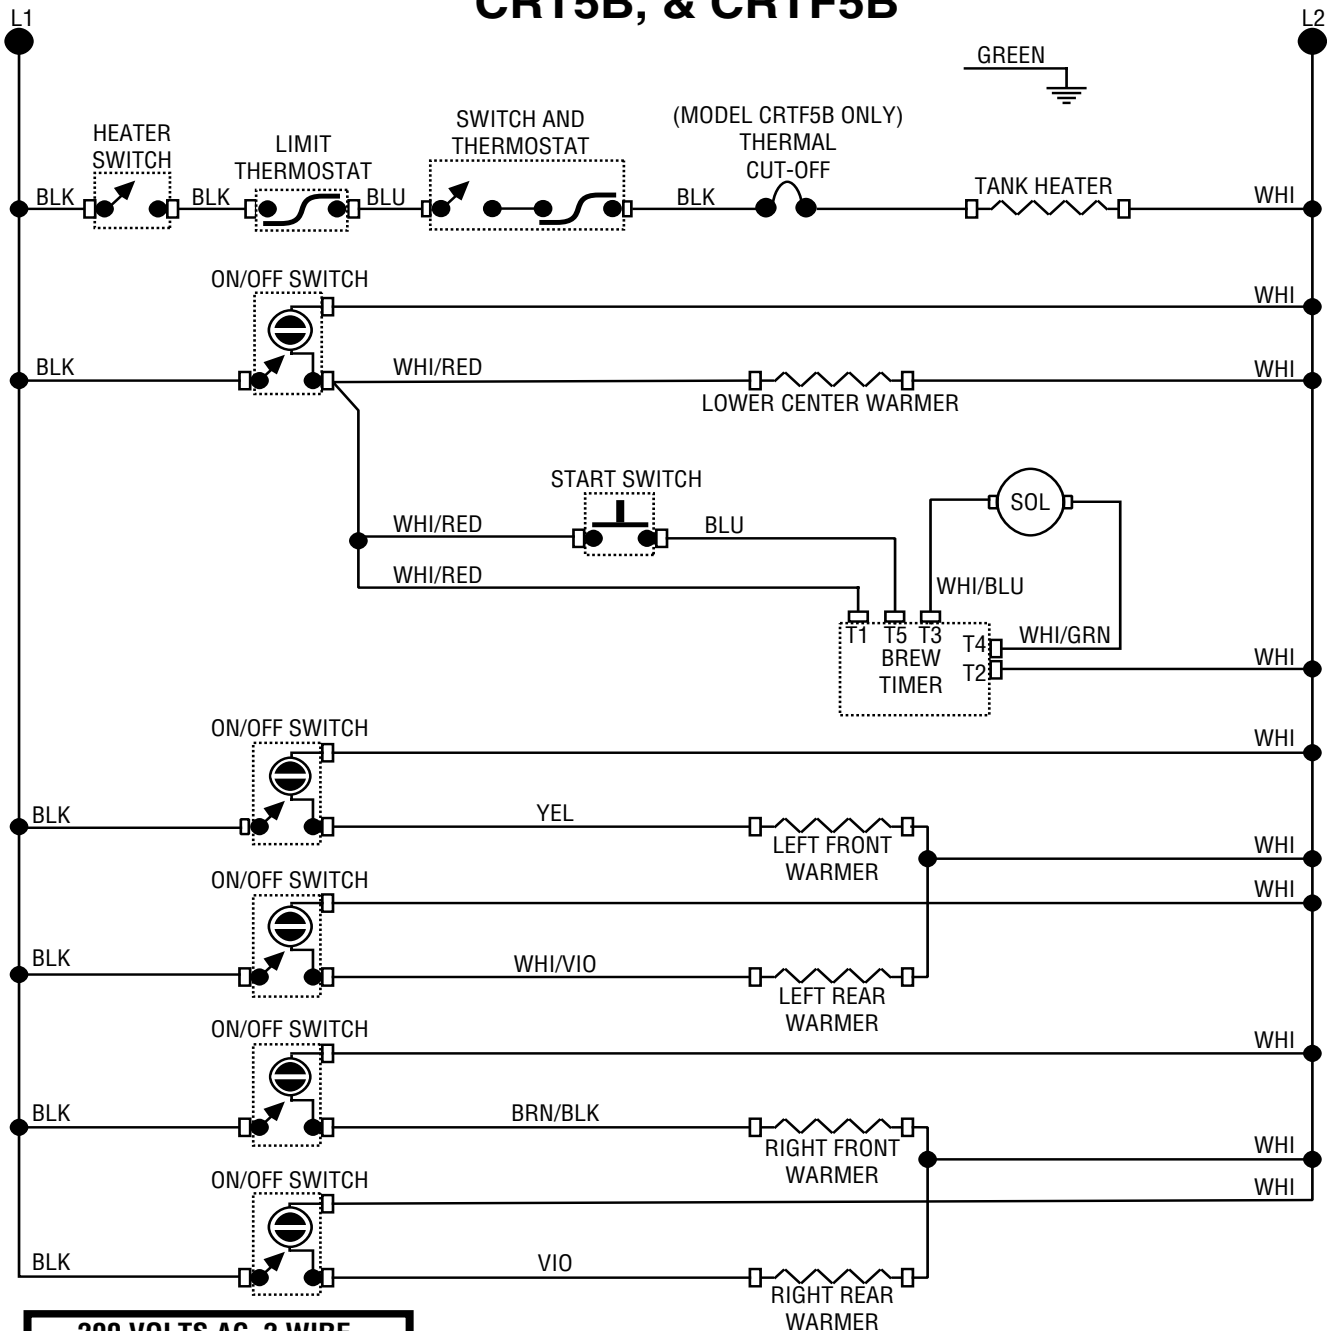 CRT5B, & CRTF5B
L1
L2
GREEN
HEATER
SWITCH
LIMIT
THERMOSTAT
SWITCH AND
THERMOSTAT
(MODEL CRTF5B ONLY)
THERMAL
CUT-OFF
TANK HEATER
BLK
BLK
BLU
BLK
WHI
ON/OFF SWITCH
WHI
BLK
WHI/RED
WHI
LOWER CENTER WARMER
START SWITCH
SOL
WHI/RED
BLU
WHI/RED
WHI/BLU
T1 T5 T3
T4
WHI/GRN
BREW
TIMER
T2
WHI
ON/OFF SWITCH
WHI
BLK
YEL
LEFT FRONT
WARMER
WHI
ON/OFF SWITCH
WHI
BLK
WHI/VIO
LEFT REAR
WARMER
ON/OFF SWITCH
WHI
BLK
BRN/BLK
RIGHT FRONT
WARMER
WHI
ON/OFF SWITCH
WHI
BLK
VIO
RIGHT REAR
WARMER